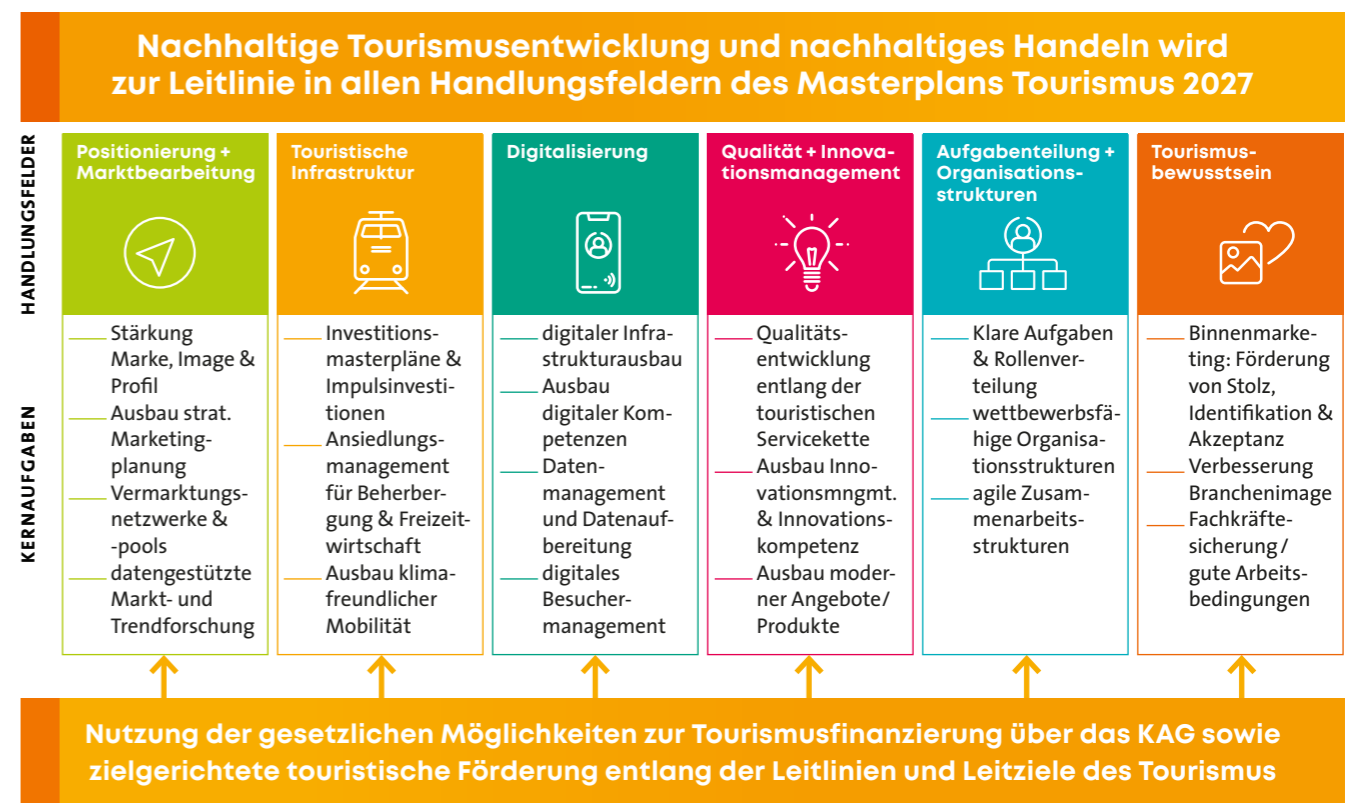 Nachhaltige Tourismusentwicklung und nachhaltiges Handeln wird
zur Leitlinie in allen Handlungsfeldern des Masterplans Tourismus 2027
HANDLUNGSFELDER
Positionierung +
Marktbearbeitung
Touristische
Infrastruktur
Digitalisierung
Qualität + Innova-
tionsmanagement
Aufgabenteilung +
Organisations-
strukturen
Tourismus-
bewusstsein
KERNAUFGABEN
Stärkung
Marke, Image &
Profil
Ausbau strat.
Marketing-
planung
Vermarktungs-
netzwerke &
-pools
datengestützte
Markt- und
Trendforschung
Investitions-
masterpläne &
Impulsinvesti-
tionen
Ansiedlungs-
management
für Beherber-
gung & Freizeit-
wirtschaft
Ausbau klima-
freundlicher
Mobilität
digitaler Infra-
strukturausbau
Ausbau
digitaler Kom-
petenzen
Daten-
management
und Datenauf-
bereitung
digitales
Besucher-
management
Qualitäts-
entwicklung
entlang der
touristischen
Servicekette
Ausbau Inno-
vationsmngmt.
& Innovations-
kompetenz
Ausbau moder-
ner Angebote/
Produkte
Klare Aufgaben
& Rollenver-
teilung
wettbewerbsfä-
hige Organisa-
tionsstrukturen
agile Zusam-
menarbeits-
strukturen
Binnenmarke-
ting: Förderung
von Stolz,
Identifikation &
Akzeptanz
Verbesserung
Branchenimage
Fachkräfte-
sicherung/
gute Arbeits-
bedingungen
Nutzung der gesetzlichen Möglichkeiten zur Tourismusfinanzierung über das KAG sowie
zielgerichtete touristische Förderung entlang der Leitlinien und Leitziele des Tourismus